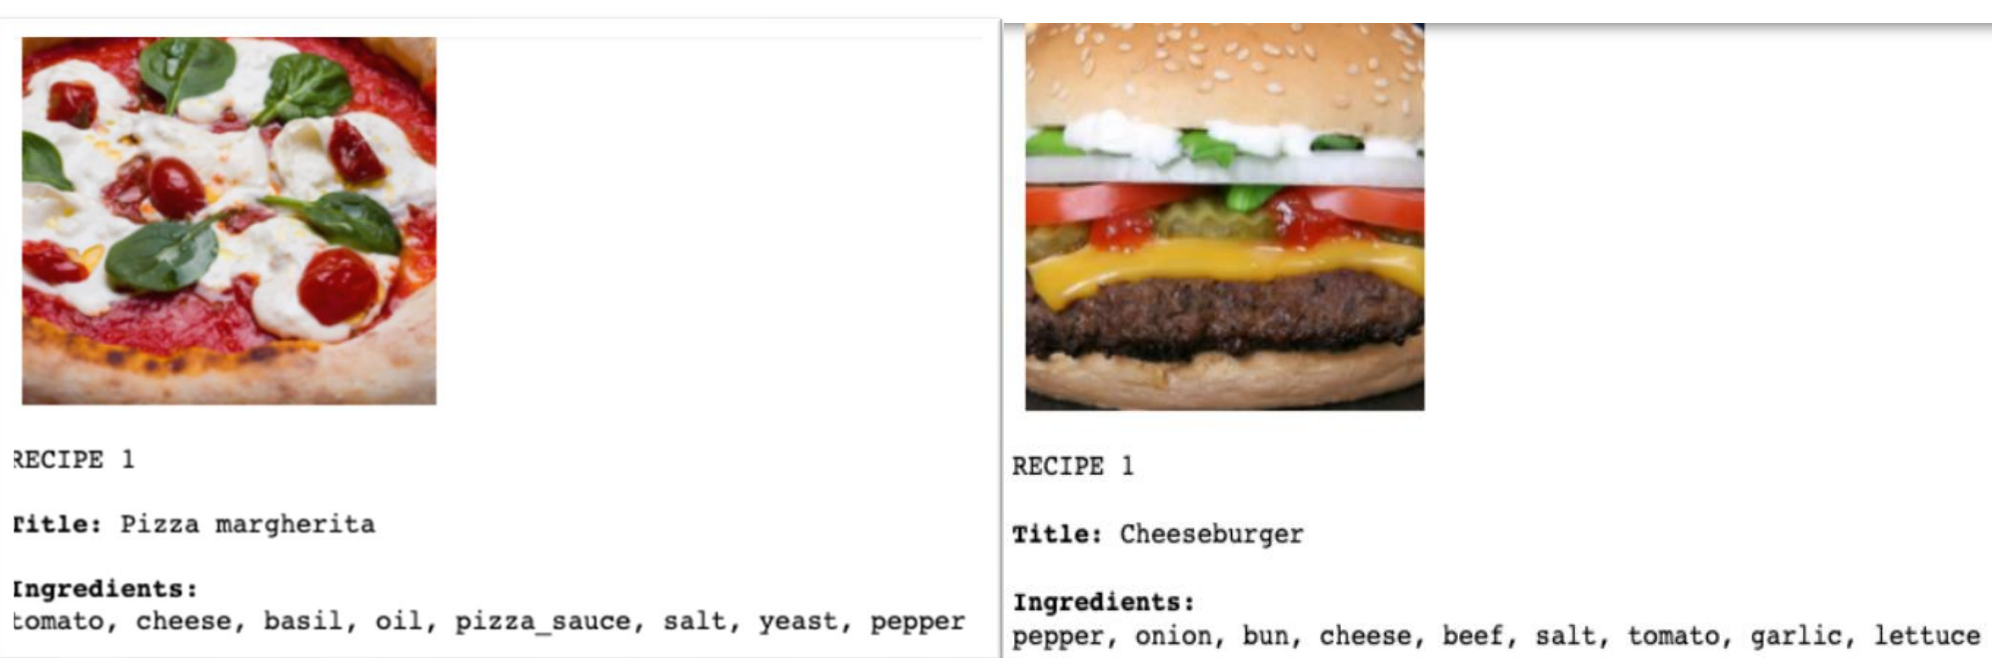 RECIPE 1
Title: Pizza margherita
Ingredients:
tomato, cheese, basil, oil, pizza_sauce, salt, yeast, pepper
RECIPE 1
Title: Cheeseburger
Ingredients:
pepper, onion, bun, cheese, beef, salt, tomato, garlic, lettuce